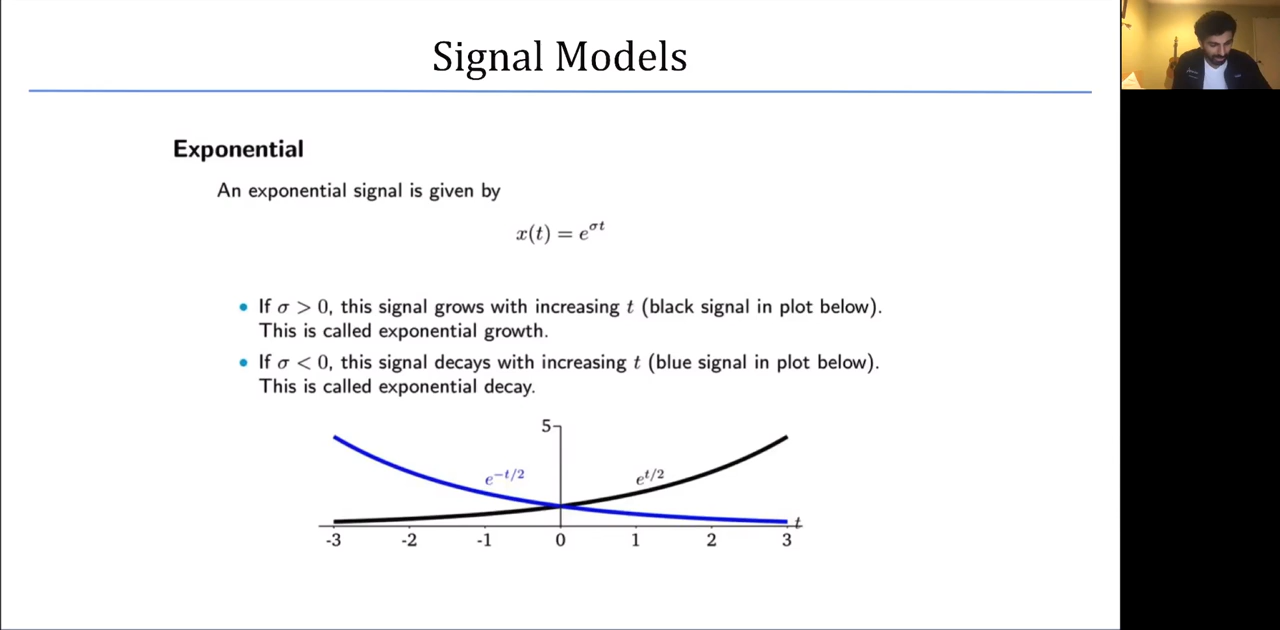 Signal Models
Exponential
An exponential signal is given by
x(t) = e^{σt}
• If σ > 0, this signal grows with increasing t (black signal in plot below).
This is called exponential growth.
• If σ < 0, this signal decays with increasing t (blue signal in plot below).
This is called exponential decay.
5
e^{-t/2}
e^{t/2}
t
-3 -2 -1 0 1 2 3